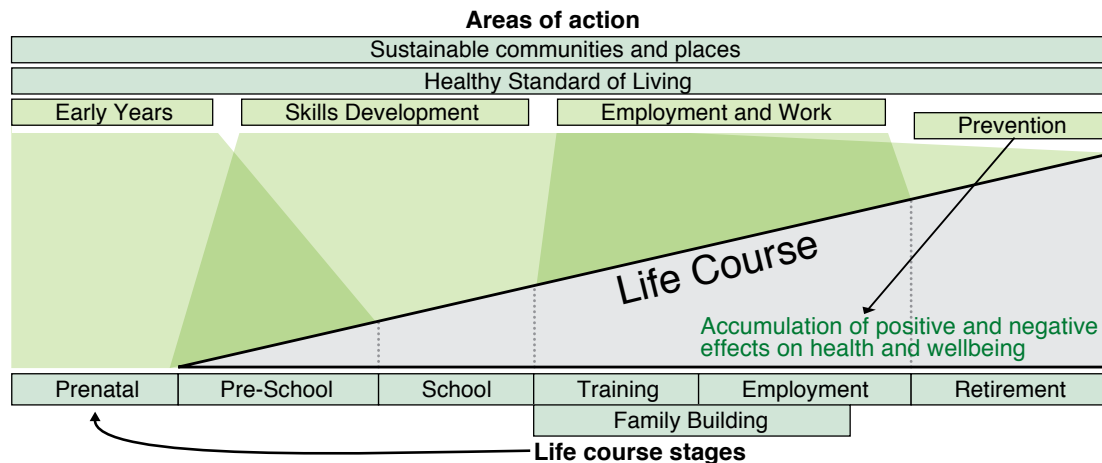 Areas of action
Sustainable communities and places
Healthy Standard of Living
Early Years
Skills Development
Employment and Work
Prevention
Life Course
Accumulation of positive and negative
effects on health and wellbeing
Prenatal
Pre-School
School
Training
Employment
Retirement
Family Building
Life course stages